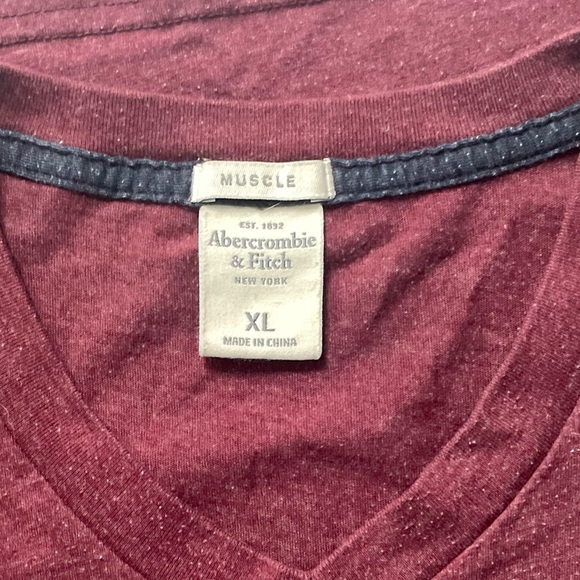 MUSCLE
EST. 1892
Abercrombie
& Fitch
NEW YORK
XL
MADE IN CHINA